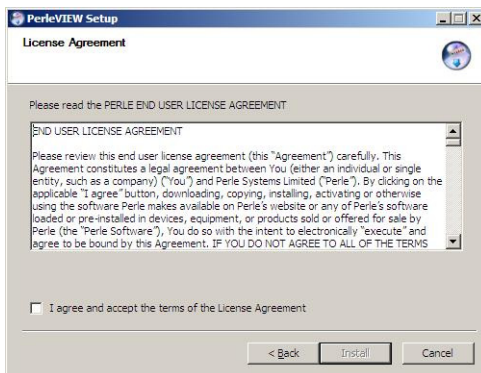 PerleVIEW Setup
License Agreement
Please read the PERLE END USER LICENSE AGREEMENT
END USER LICENSE AGREEMENT
Please review this end user license agreement (this "Agreement") carefully. This
Agreement constitutes a legal agreement between You (either an individual or single
entity, such as a company) ("You") and Perle Systems Limited ("Perle"). By clicking on the
applicable "I agree" button, downloading, copying, installing, activating or otherwise
using the software Perle makes available on Perle's website or any of Perle's software
loaded or pre-installed in devices, equipment, or products sold or offered for sale by
Perle (the "Perle Software"), You do so with the intent to electronically "execute" and
agree to be bound by this Agreement. IF YOU DO NOT AGREE TO ALL OF THE TERMS
I agree and accept the terms of the License Agreement
< Back Install Cancel